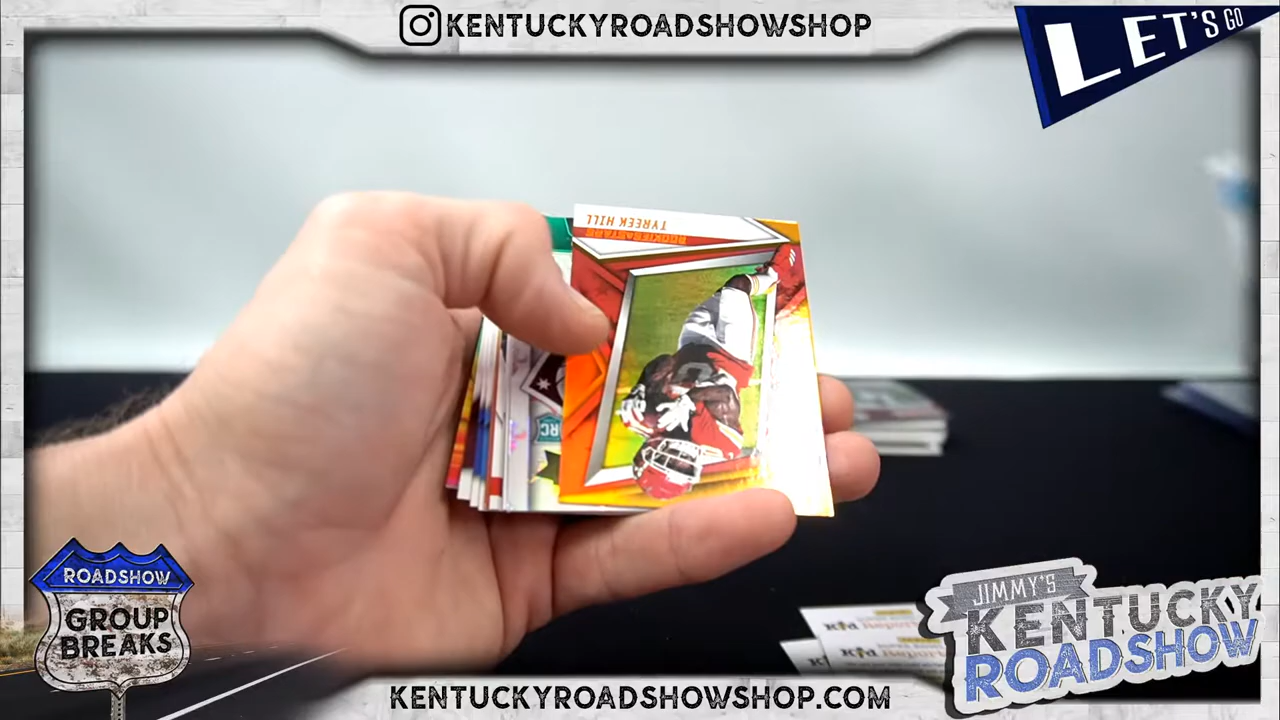 KENTUCKYROADSHOWSHOP
LET'S GO
TYREEK HILL
ROOKIES & STARS
RC
ROADSHOW
GROUP
BREAKS
JIMMY'S
KENTUCKY
ROADSHOW
KENTUCKYROADSHOWSHOP.COM